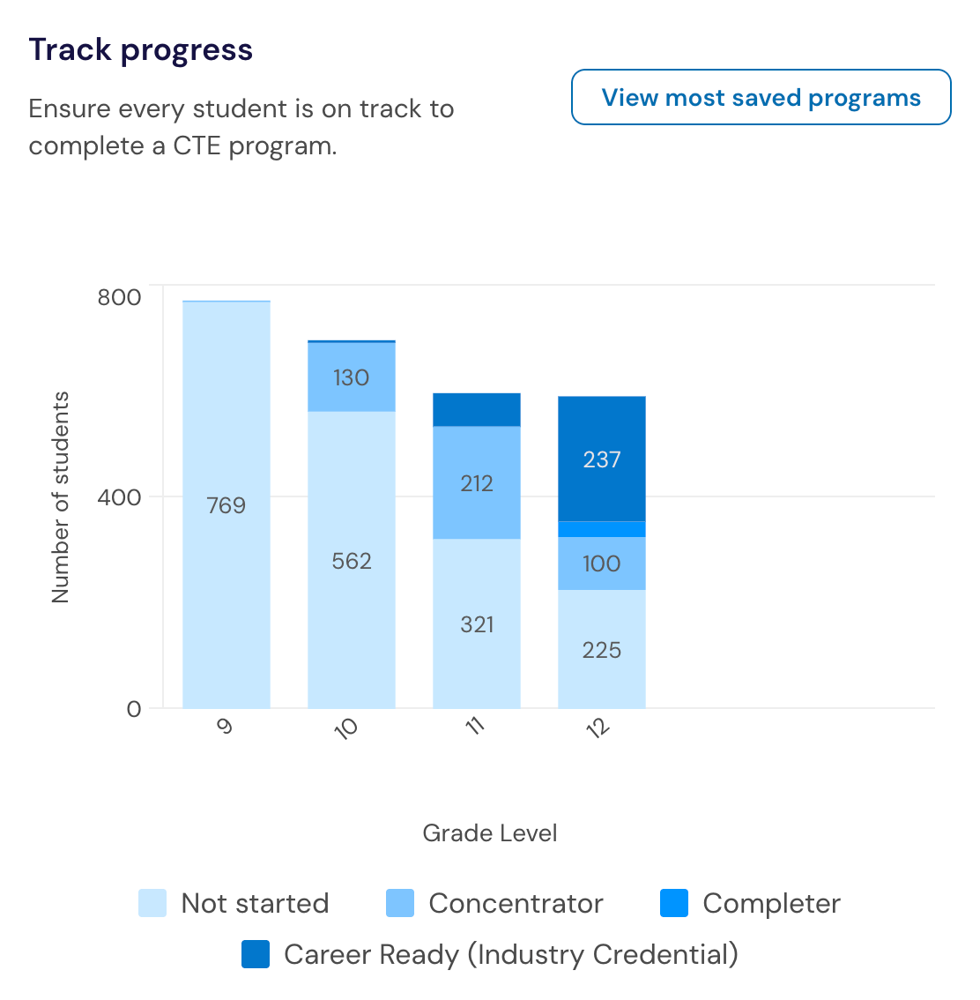 Track progress
Ensure every student is on track to
complete a CTE program.
View most saved programs
Number of students
800
400
0
769
130
562
212
321
237
100
225
9
10
11
12
Grade Level
Not started
Concentrator
Completer
Career Ready (Industry Credential)